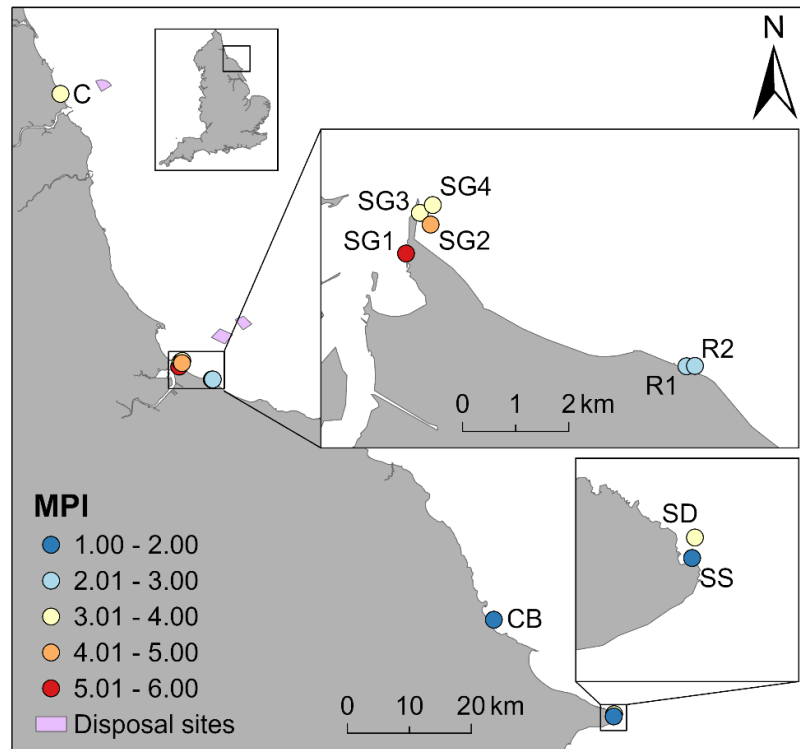 N
C
SG4
SG3
SG2
SG1
R2
R1
0 1 2 km
MPI
1.00 - 2.00
2.01 - 3.00
3.01 - 4.00
4.01 - 5.00
5.01 - 6.00
Disposal sites
CB
SD
SS
0 10 20 km